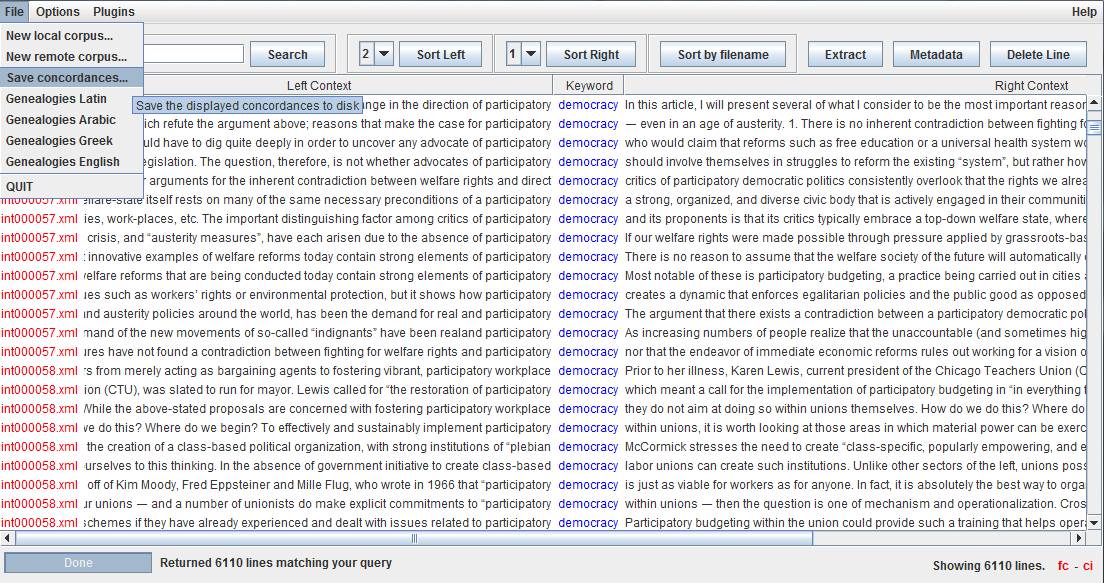 File Options Plugins Help
New local corpus...
New remote corpus...
Save concordances...
Genealogies Latin
Genealogies Arabic
Genealogies Greek
Genealogies English
QUIT
Save the displayed concordances to disk
Search 2 Sort Left 1 Sort Right Sort by filename Extract Metadata Delete Line
Left Context Keyword Right Context
nge in the direction of participatory democracy In this article, I will present several of what I consider to be the most important reasor
ich refute the argument above; reasons that make the case for participatory democracy — even in an age of austerity. 1. There is no inherent contradiction between fighting fo
uld have to dig quite deeply in order to uncover any advocate of participatory democracy who would claim that reforms such as free education or a universal health system wo
egislation. The question, therefore, is not whether advocates of participatory democracy should involve themselves in struggles to reform the existing “system”, but rather how
r arguments for the inherent contradiction between welfare rights and direct democracy critics of participatory democratic politics consistently overlook that the rights we alrea
int000057.xml elfare-state itself rests on many of the same necessary preconditions of a participatory democracy a strong, organized, and diverse civic body that is actively engaged in their communiti
int000057.xml ies, work-places, etc. The important distinguishing factor among critics of participatory democracy and its proponents is that its critics typically embrace a top-down welfare state, where
int000057.xml crisis, and “austerity measures”, have each arisen due to the absence of participatory democracy If our welfare rights were made possible through pressure applied by grassroots-bas
int000057.xml innovative examples of welfare reforms today contain strong elements of participatory democracy There is no reason to assume that the welfare society of the future will automatically
int000057.xml velfare reforms that are being conducted today contain strong elements of participatory democracy Most notable of these is participatory budgeting, a practice being carried out in cities
int000057.xml ues such as workers’ rights or environmental protection, but it shows how participatory democracy creates a dynamic that enforces egalitarian policies and the public good as opposed
int000057.xml nd austerity policies around the world, has been the demand for real and participatory democracy The argument that there exists a contradiction between a participatory democratic pol
int000057.xml mand of the new movements of so-called “indignants” have been realand participatory democracy As increasing numbers of people realize that the unaccountable (and sometimes hig
int000057.xml ures have not found a contradiction between fighting for welfare rights and participatory democracy nor that the endeavor of immediate economic reforms rules out working for a vision o
int000058.xml rs from merely acting as bargaining agents to fostering vibrant, participatory workplace democracy Prior to her illness, Karen Lewis, current president of the Chicago Teachers Union (C
int000058.xml ion (CTU), was slated to run for mayor. Lewis called for “the restoration of participatory democracy which meant a call for the implementation of participatory budgeting in “in everything t
int000058.xml While the above-stated proposals are concerned with fostering participatory workplace democracy they do not aim at doing so within unions themselves. How do we do this? Where do
int000058.xml ve do this? Where do we begin? To effectively and sustainably implement participatory democracy within unions, it is worth looking at those areas in which material power can be exerc
int000058.xml the creation of a class-based political organization, with strong institutions of “plebian democracy McCormick stresses the need to create “class-specific, popularly empowering, and e
int000058.xml urselves to this thinking. In the absence of government initiative to create class-based democracy labor unions can create such institutions. Unlike other sectors of the left, unions poss
int000058.xml off of Kim Moody, Fred Eppsteiner and Mille Flug, who wrote in 1966 that “participatory democracy is just as viable for workers as for anyone. In fact, it is absolutely the best way to orga
int000058.xml ur unions — and a number of unionists do make explicit commitments to “participatory democracy within unions — then the question is one of mechanism and operationalization. Cros
int000058.xml schemes if they have already experienced and dealt with issues related to participatory democracy Participatory budgeting within the union could provide such a training that helps opera
Done Returned 6110 lines matching your query Showing 6110 lines. fc - ci